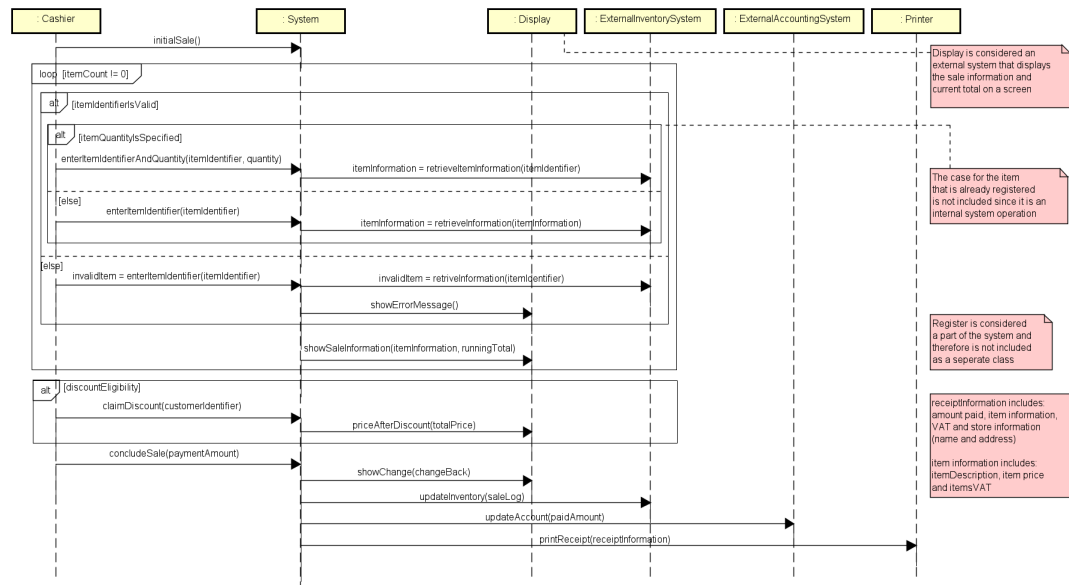 : Cashier
: System
: Display
: ExternalInventorySystem
: ExternalAccountingSystem
: Printer
initialSale()
Display is considered an
external system that displays
the sale information and
current total on a screen
loop [itemCount != 0]
alt [itemIdentifierIsValid]
alt [itemQuantityIsSpecified]
enterItemIdentifierAndQuantity(itemIdentifier, quantity)
itemInformation = retrieveItemInformation(itemIdentifier)
The case for the item
that is already registered
is not included since it is an
internal system operation
[else]
enterItemIdentifier(itemIdentifier)
itemInformation = retrieveInformation(itemInformation)
[else]
invalidItem = enterItemIdentifier(itemIdentifier)
invalidItem = retriveInformation(itemIdentifier)
showErrorMessage()
Register is considered
a part of the system and
therefore is not included
as a seperate class
showSaleInformation(itemInformation, runningTotal)
alt [discountEligibility]
claimDiscount(customerIdentifier)
priceAfterDiscount(totalPrice)
receiptInformation includes:
amount paid, item information,
VAT and store information
(name and address)
item information includes:
itemDescription, item price
and itemsVAT
concludeSale(paymentAmount)
showChange(changeBack)
updateInventory(saleLog)
updateAccount(paidAmount)
printReceipt(receiptInformation)